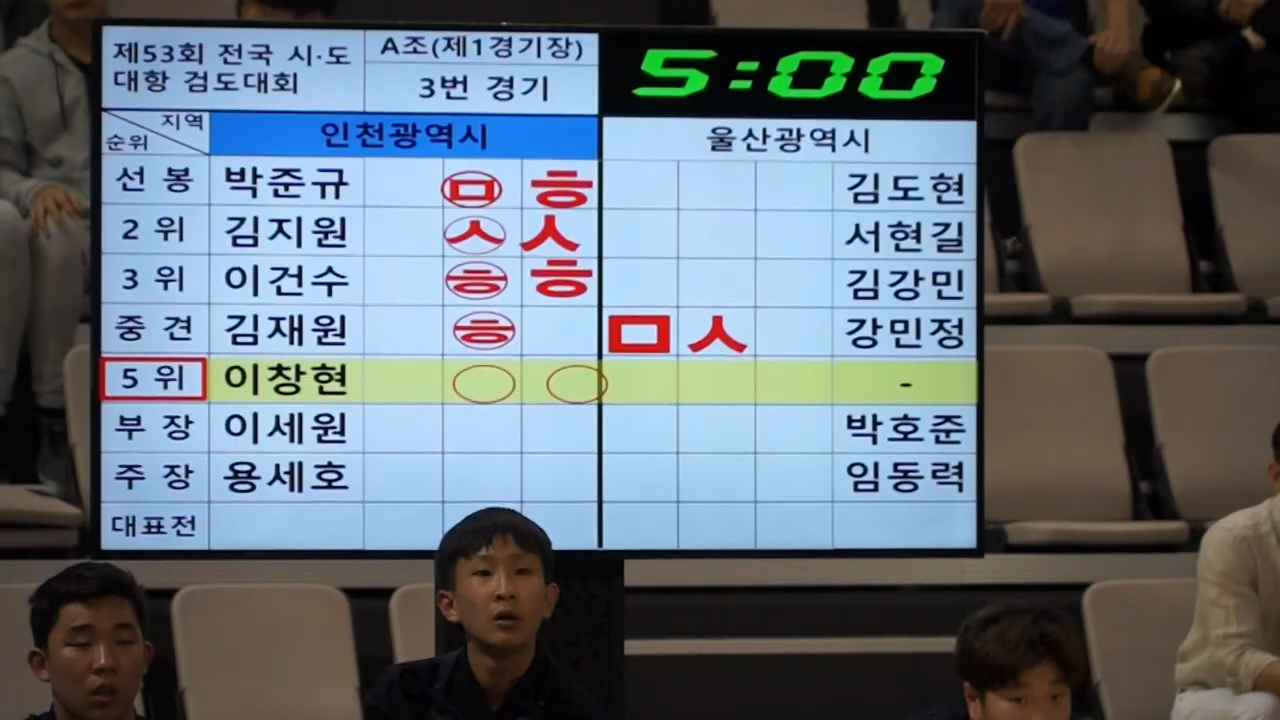 제53회 전국 시·도
대항 검도대회
A조(제1경기장)
3번 경기
5:00
지역
순위
인천광역시
울산광역시
선 봉 박준규 ㅁ ㅎ 김도현
2 위 김지원 ㅅ ㅅ 서현길
3 위 이건수 ㅎ ㅎ 김강민
중 견 김재원 ㅎ ㅁ ㅅ 강민정
5 위 이창현 ○ ○ -
부 장 이세원 박호준
주 장 용세호 임동력
대표전